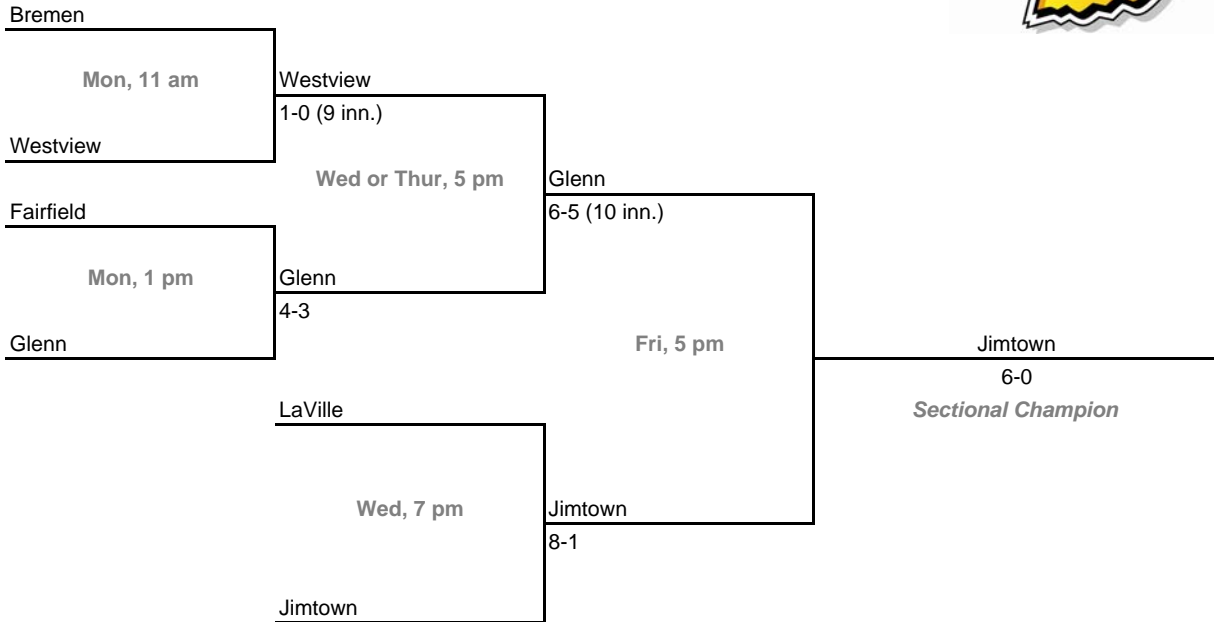 Bremen
Mon, 11 am
Westview
1-0 (9 inn.)
Westview
Wed or Thur, 5 pm
Glenn
6-5 (10 inn.)
Fairfield
Mon, 1 pm
Glenn
4-3
Glenn
Fri, 5 pm
Jimtown
6-0
Sectional Champion
LaVille
Wed, 7 pm
Jimtown
8-1
Jimtown